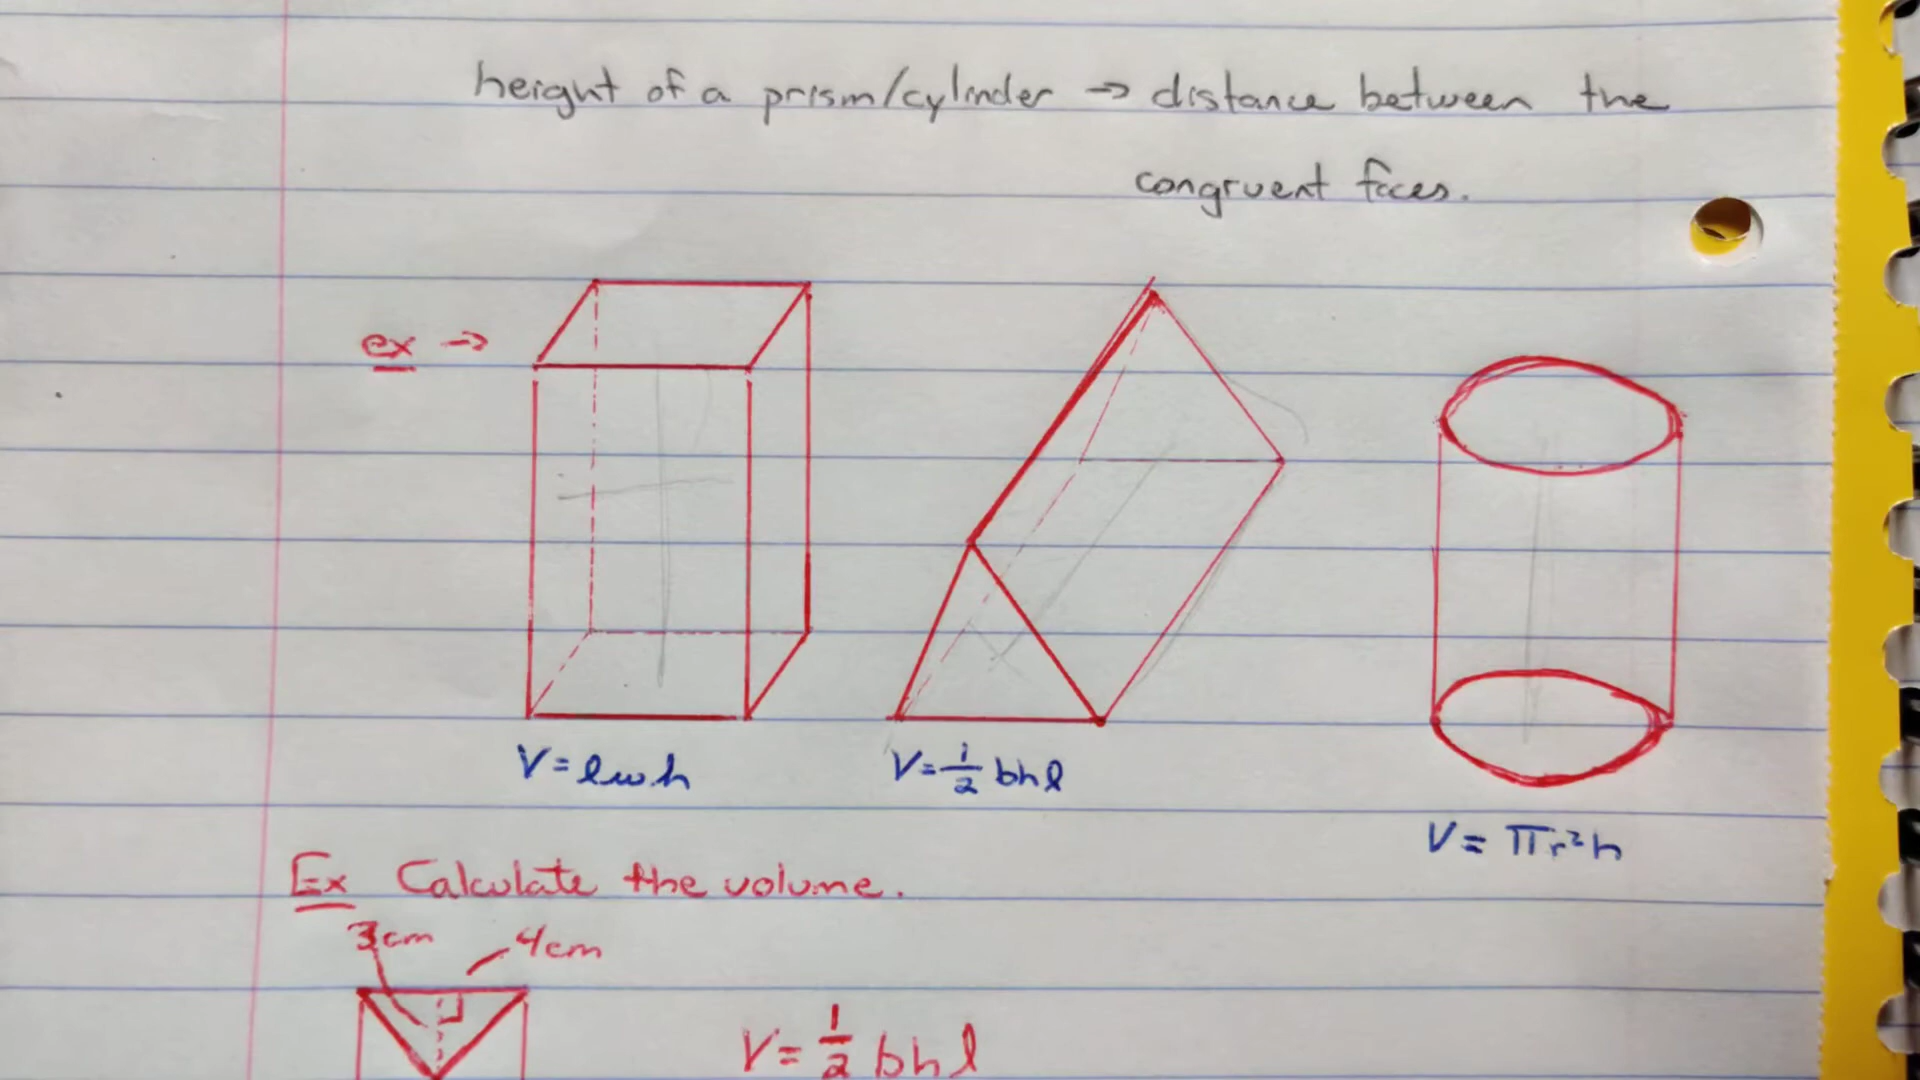 height of a prism/cylinder → distance between the
congruent faces.
ex →
V = lwh
V = 1/2 bhl
V = πr²h
Ex Calculate the volume.
3cm
4cm
V = 1/2 bhl